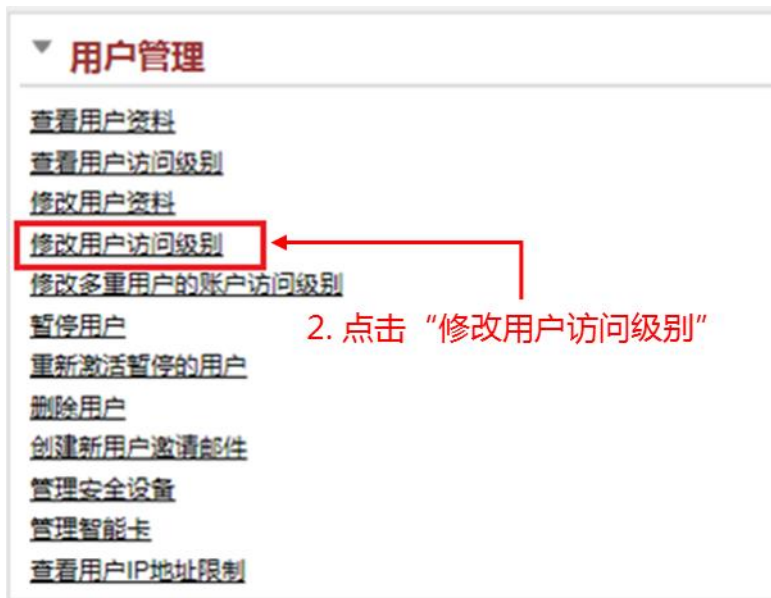 用户管理
查看用户资料
查看用户访问级别
修改用户资料
修改用户访问级别
修改多重用户的账户访问级别
暂停用户
2. 点击“修改用户访问级别”
重新激活暂停的用户
删除用户
创建新用户邀请邮件
管理安全设备
管理智能卡
查看用户IP地址限制